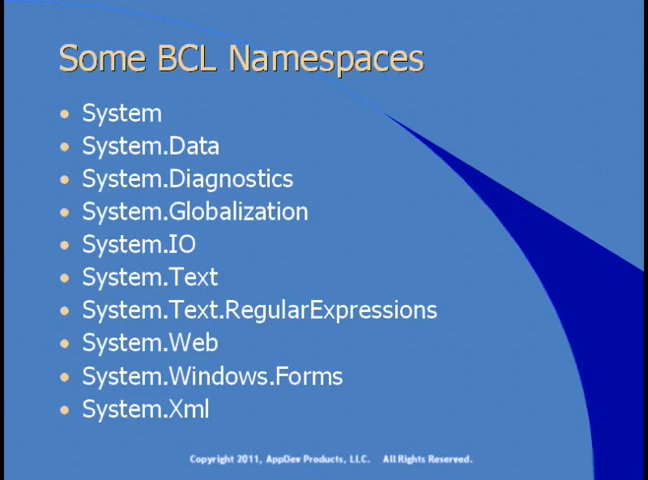 Some BCL Namespaces
• System
• System.Data
• System.Diagnostics
• System.Globalization
• System.IO
• System.Text
• System.Text.RegularExpressions
• System.Web
• System.Windows.Forms
• System.Xml
Copyright 2011, AppDev Products, LLC. All Rights Reserved.